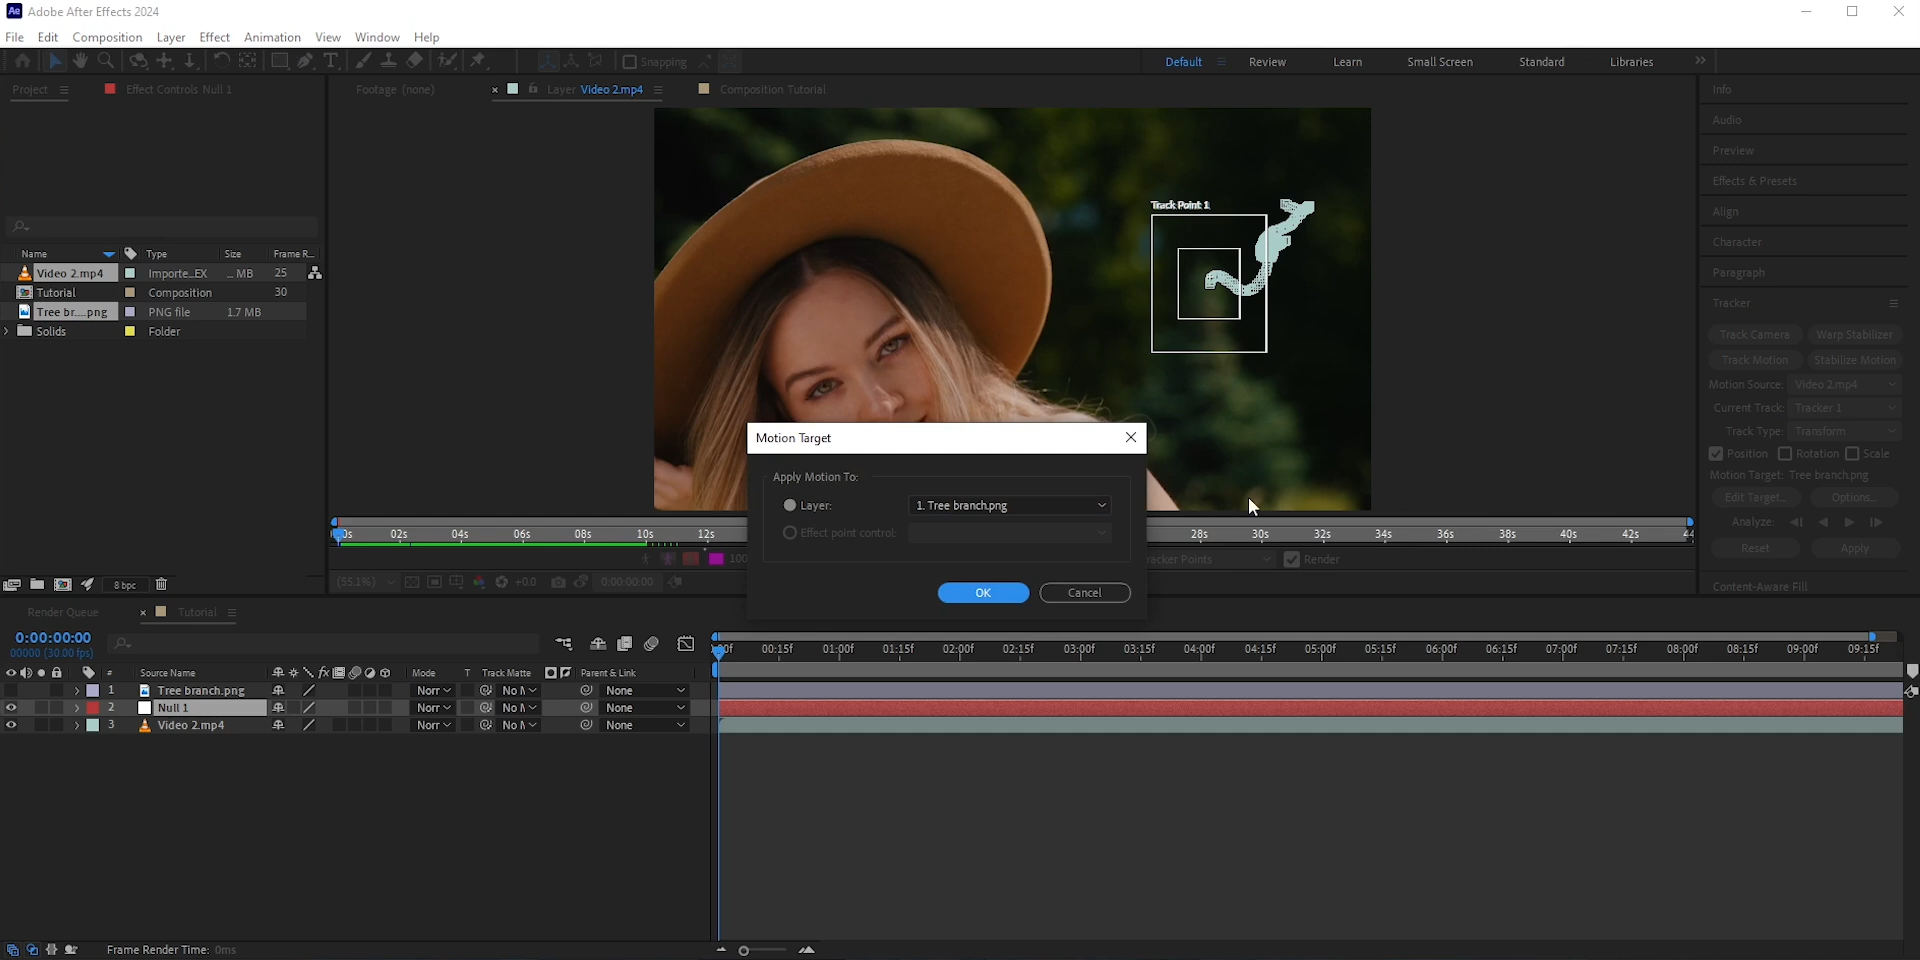 Ae Adobe After Effects 2024
File Edit Composition Layer Effect Animation View Window Help
Snapping
Default Review Learn Small Screen Standard Libraries
Project Effect Controls Null 1
Footage (none) Layer Video 2.mp4 Composition Tutorial
Name Type Size Frame R...
Video 2.mp4 Importe...EX ... MB 25
Tutorial Composition 30
Tree br....png PNG file 1.7 MB
Solids Folder
8 bpc
Track Point 1
Motion Target
Apply Motion To:
Layer: 1. Tree branch.png
Effect point control:
OK Cancel
02s 04s 06s 08s 10s 12s 28s 30s 32s 34s 36s 38s 40s 42s 44
100 Render
(55.1%) +0.0 0:00:00:00
Info
Audio
Preview
Effects & Presets
Align
Character
Paragraph
Tracker
Track Camera Warp Stabilizer
Track Motion Stabilize Motion
Motion Source: Video 2.mp4
Current Track: Tracker 1
Track Type: Transform
Position Rotation Scale
Motion Target: Tree branch.png
Edit Target... Options...
Analyze:
Reset Apply
Content-Aware Fill
Render Queue Tutorial
0:00:00:00
00000 (30.00 fps)
00:15f 01:00f 01:15f 02:00f 02:15f 03:00f 03:15f 04:00f 04:15f 05:00f 05:15f 06:00f 06:15f 07:00f 07:15f 08:00f 08:15f 09:00f 09:15f
# Source Name fx Mode T Track Matte Parent & Link
1 Tree branch.png Norr No M None
2 Null 1 Norr No M None
3 Video 2.mp4 Norr No M None
Frame Render Time: 0ms